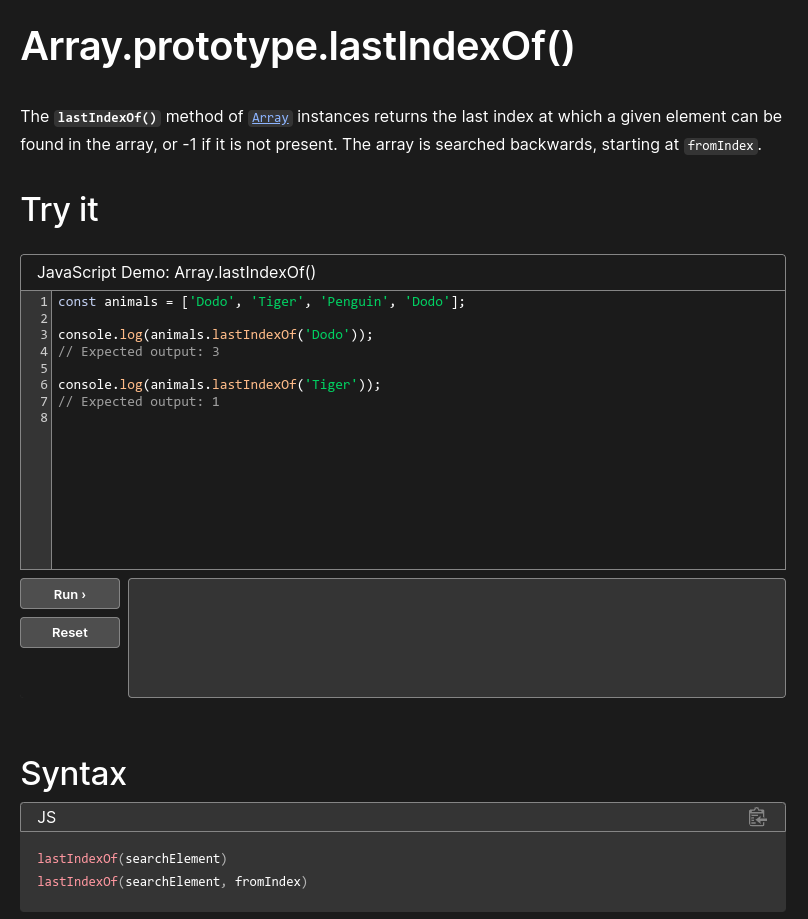 Array.prototype.lastIndexOf()
The lastIndexOf() method of Array instances returns the last index at which a given element can be
found in the array, or -1 if it is not present. The array is searched backwards, starting at fromIndex.
Try it
JavaScript Demo: Array.lastIndexOf()
1 const animals = ['Dodo', 'Tiger', 'Penguin', 'Dodo'];
2
3 console.log(animals.lastIndexOf('Dodo'));
4 // Expected output: 3
5
6 console.log(animals.lastIndexOf('Tiger'));
7 // Expected output: 1
8
Run ›
Reset
Syntax
JS
lastIndexOf(searchElement)
lastIndexOf(searchElement, fromIndex)